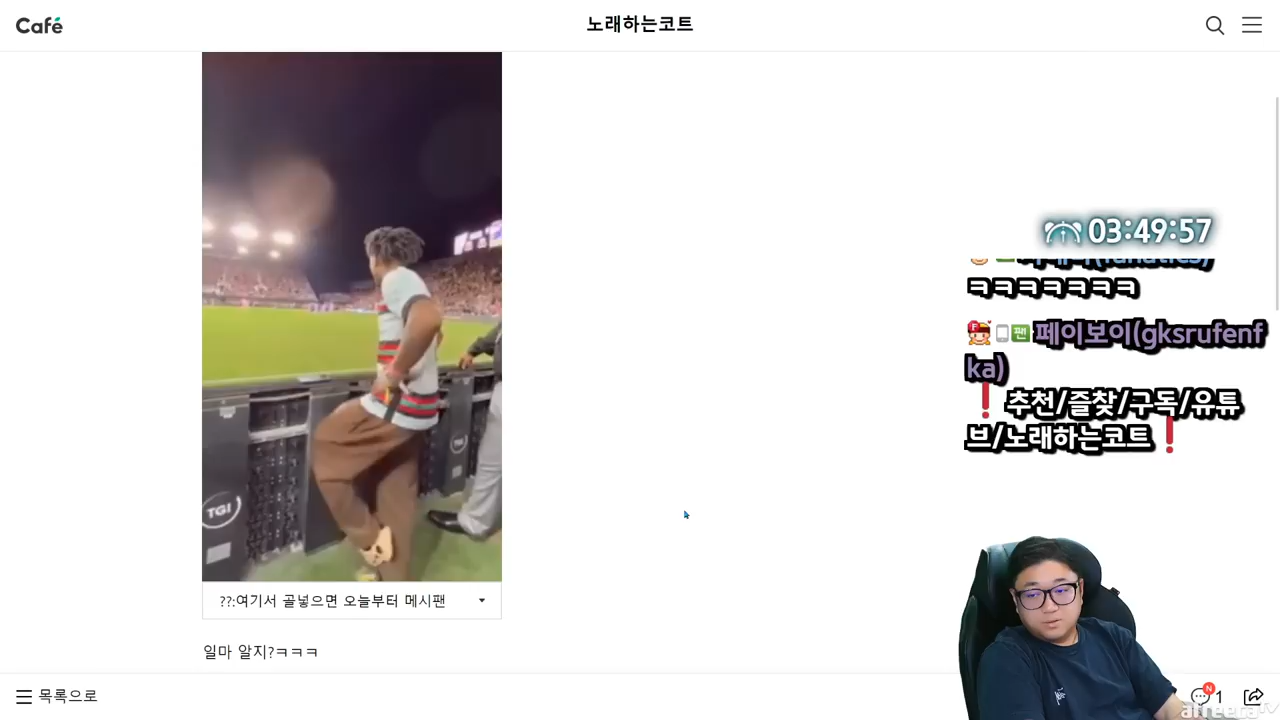 Café
노래하는코트
03:49:57
ㅋㅋㅋㅋㅋㅋㅋ
페이보이(gksrufenf
ka)
❗ 추천/즐찾/구독/유튜
브/노래하는코트❗
TGI
TGI
??:여기서 골넣으면 오늘부터 메시팬
일마 알지?ㅋㅋㅋ
목록으로
N
1
afreecaTV